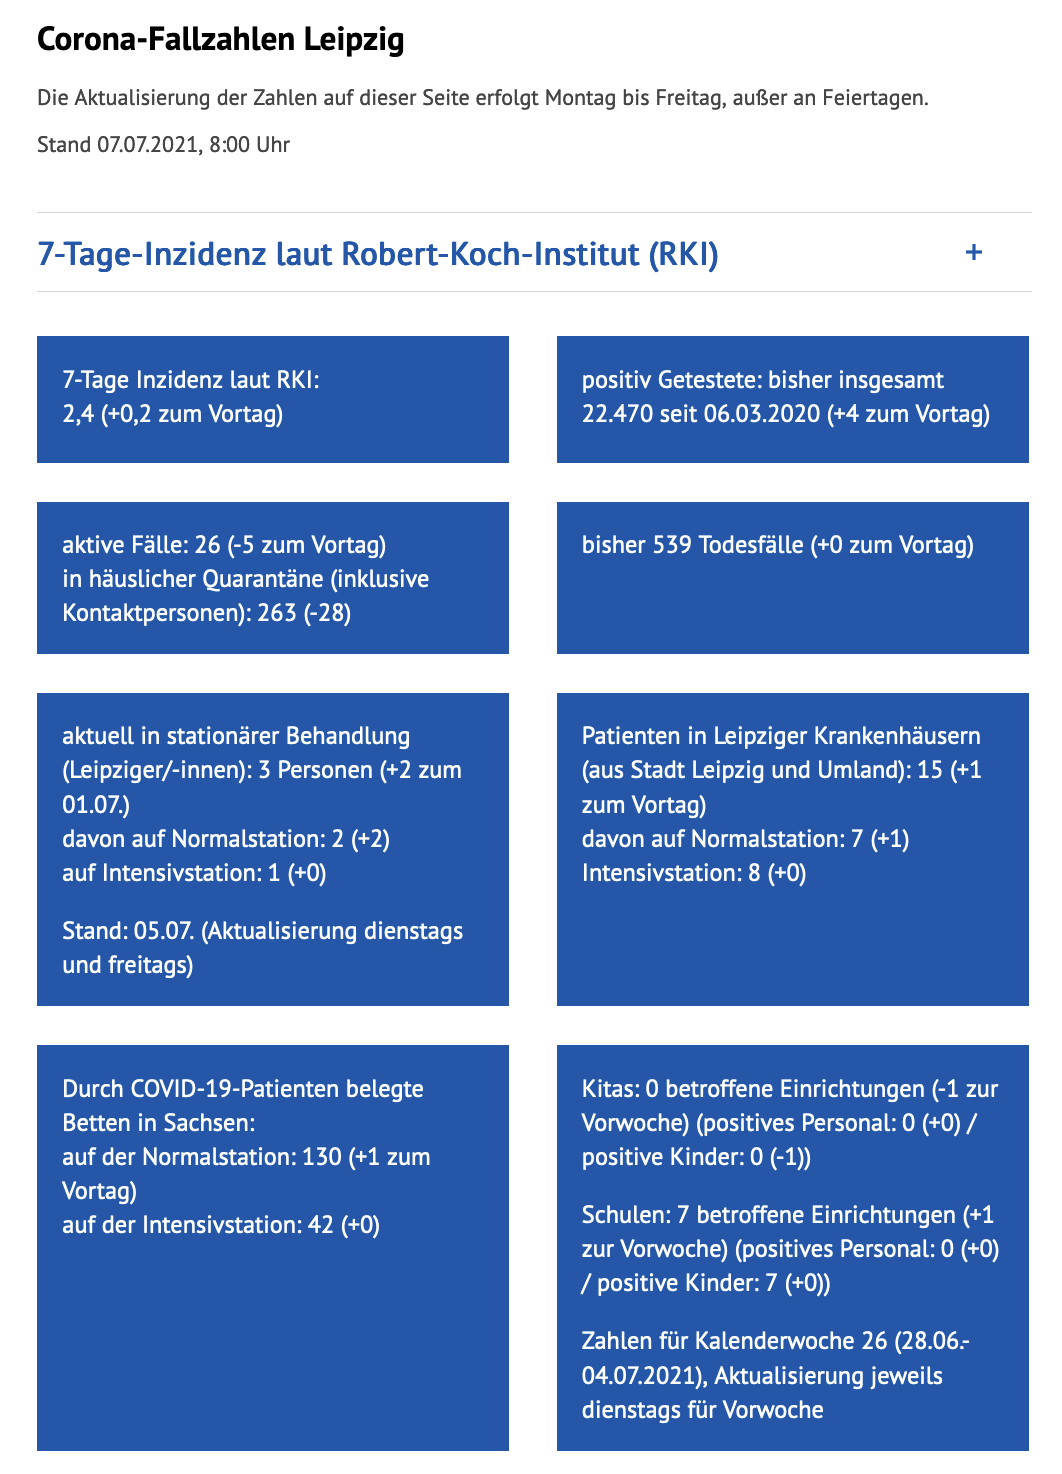 Corona-Fallzahlen Leipzig
Die Aktualisierung der Zahlen auf dieser Seite erfolgt Montag bis Freitag, außer an Feiertagen.
Stand 07.07.2021, 8:00 Uhr
7-Tage-Inzidenz laut Robert-Koch-Institut (RKI) +
7-Tage Inzidenz laut RKI:
2,4 (+0,2 zum Vortag)
positiv Getestete: bisher insgesamt
22.470 seit 06.03.2020 (+4 zum Vortag)
aktive Fälle: 26 (-5 zum Vortag)
in häuslicher Quarantäne (inklusive
Kontaktpersonen): 263 (-28)
bisher 539 Todesfälle (+0 zum Vortag)
aktuell in stationärer Behandlung
(Leipziger/-innen): 3 Personen (+2 zum
01.07.)
davon auf Normalstation: 2 (+2)
auf Intensivstation: 1 (+0)
Stand: 05.07. (Aktualisierung dienstags
und freitags)
Patienten in Leipziger Krankenhäusern
(aus Stadt Leipzig und Umland): 15 (+1
zum Vortag)
davon auf Normalstation: 7 (+1)
Intensivstation: 8 (+0)
Durch COVID-19-Patienten belegte
Betten in Sachsen:
auf der Normalstation: 130 (+1 zum
Vortag)
auf der Intensivstation: 42 (+0)
Kitas: 0 betroffene Einrichtungen (-1 zur
Vorwoche) (positives Personal: 0 (+0) /
positive Kinder: 0 (-1))
Schulen: 7 betroffene Einrichtungen (+1
zur Vorwoche) (positives Personal: 0 (+0)
/ positive Kinder: 7 (+0))
Zahlen für Kalenderwoche 26 (28.06.-
04.07.2021), Aktualisierung jeweils
dienstags für Vorwoche